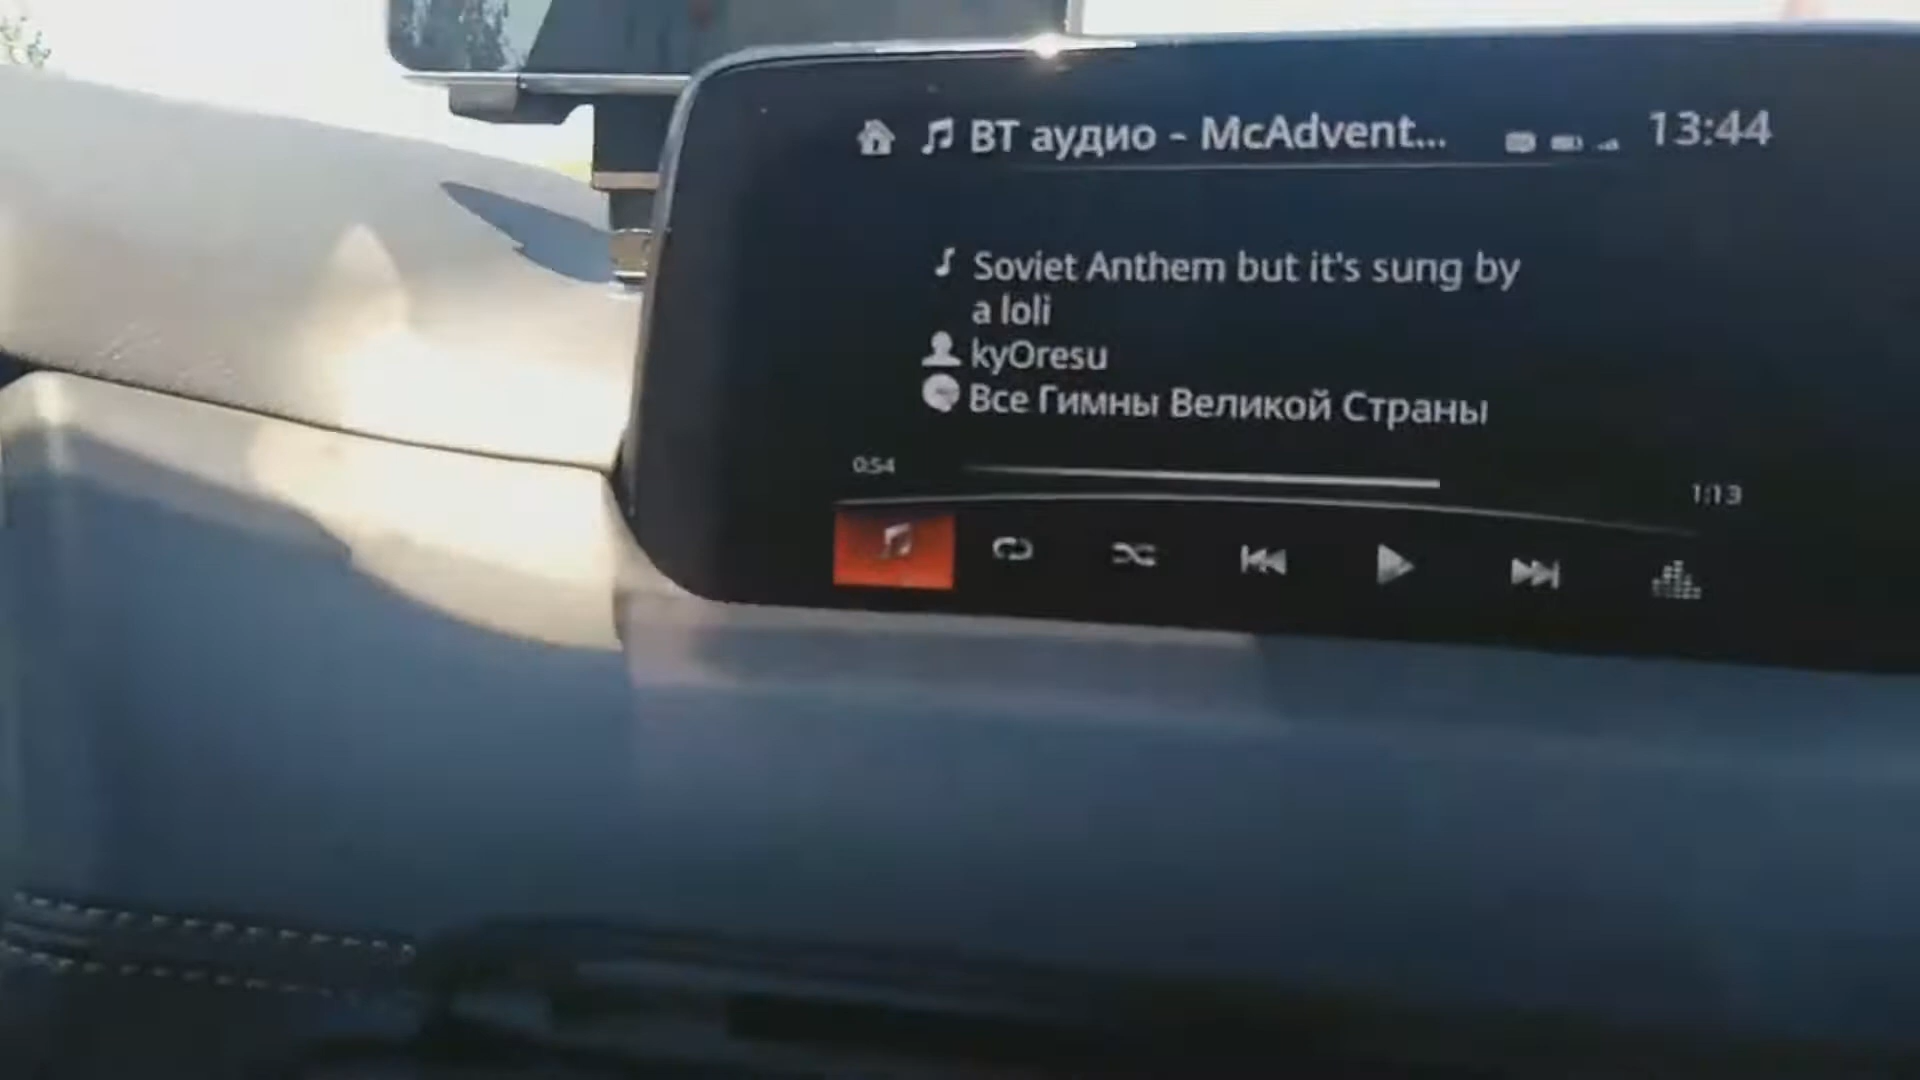 ВТ аудио - McAdvent... 13:44
Soviet Anthem but it's sung by
a loli
kyOresu
Все Гимны Великой Страны
0:54
1:13